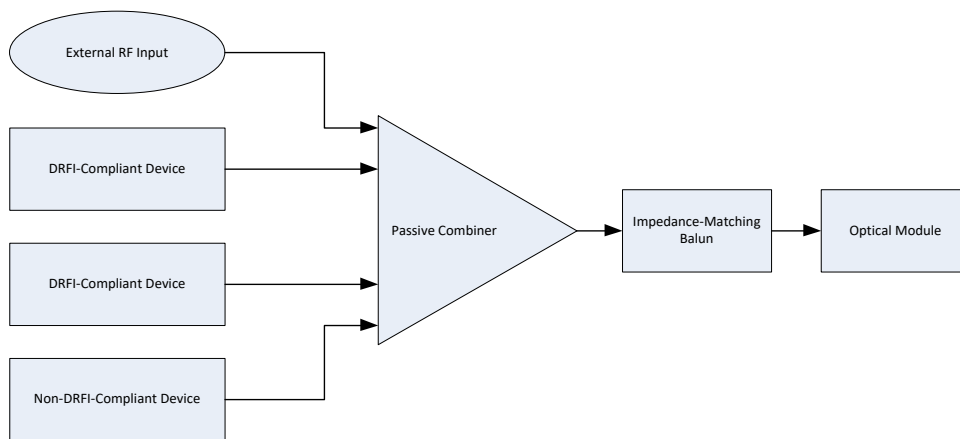 External RF Input
DRFI-Compliant Device
DRFI-Compliant Device
Non-DRFI-Compliant Device
Passive Combiner
Impedance-Matching
Balun
Optical Module